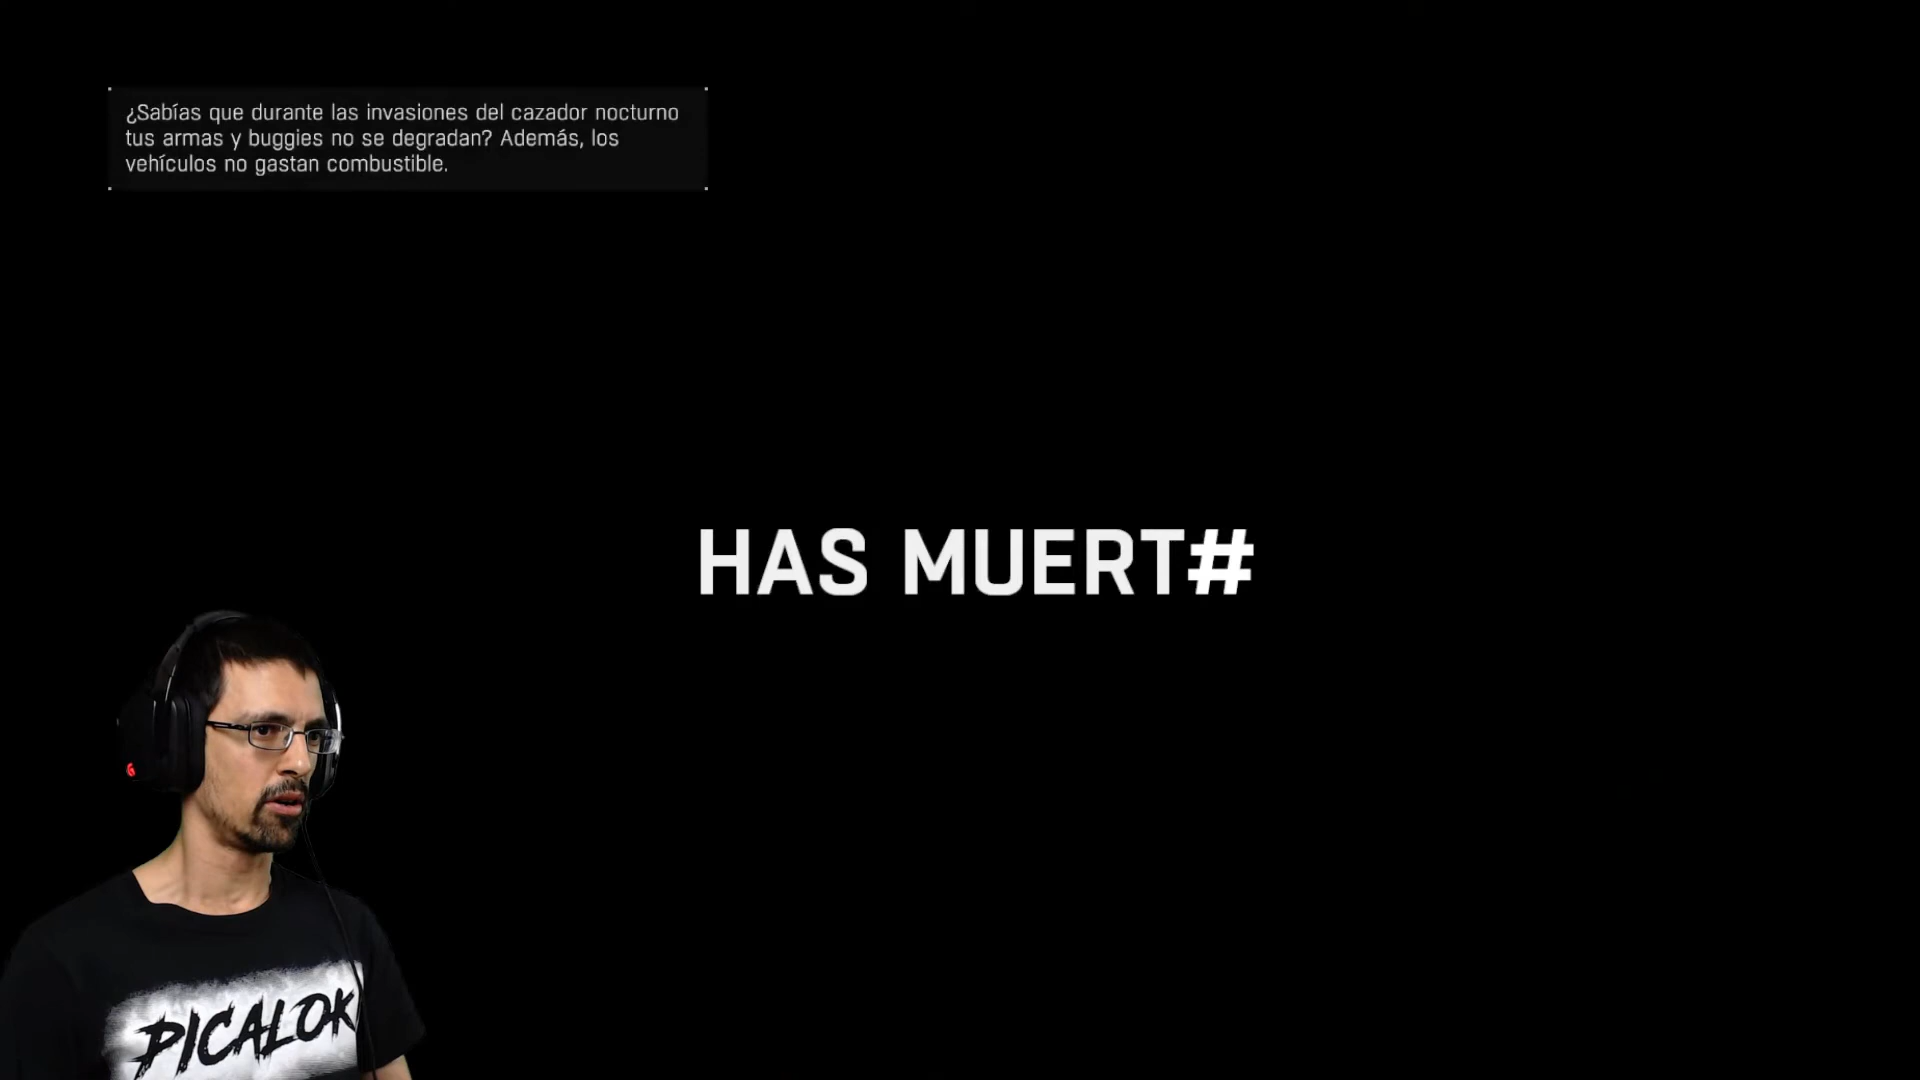 ¿Sabías que durante las invasiones del cazador nocturno
tus armas y buggies no se degradan? Además, los
vehículos no gastan combustible.
HAS MUERT#
PICALOK